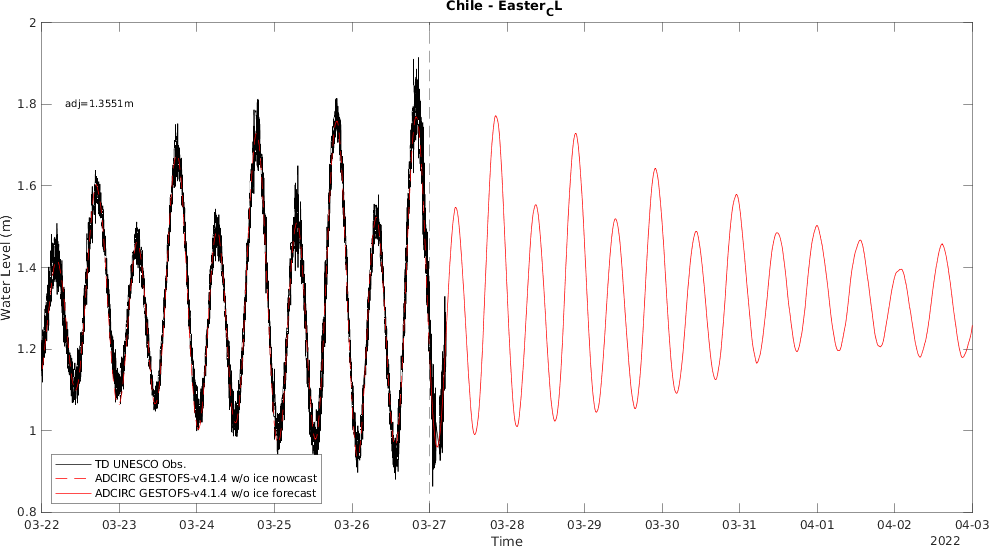 Chile - Easter_CL
2
1.8
1.6
1.4
1.2
1
0.8
Water Level (m)
adj=1.3551m
TD UNESCO Obs.
ADCIRC GESTOFS-v4.1.4 w/o ice nowcast
ADCIRC GESTOFS-v4.1.4 w/o ice forecast
03-22 03-23 03-24 03-25 03-26 03-27 03-28 03-29 03-30 03-31 04-01 04-02 04-03
Time
2022